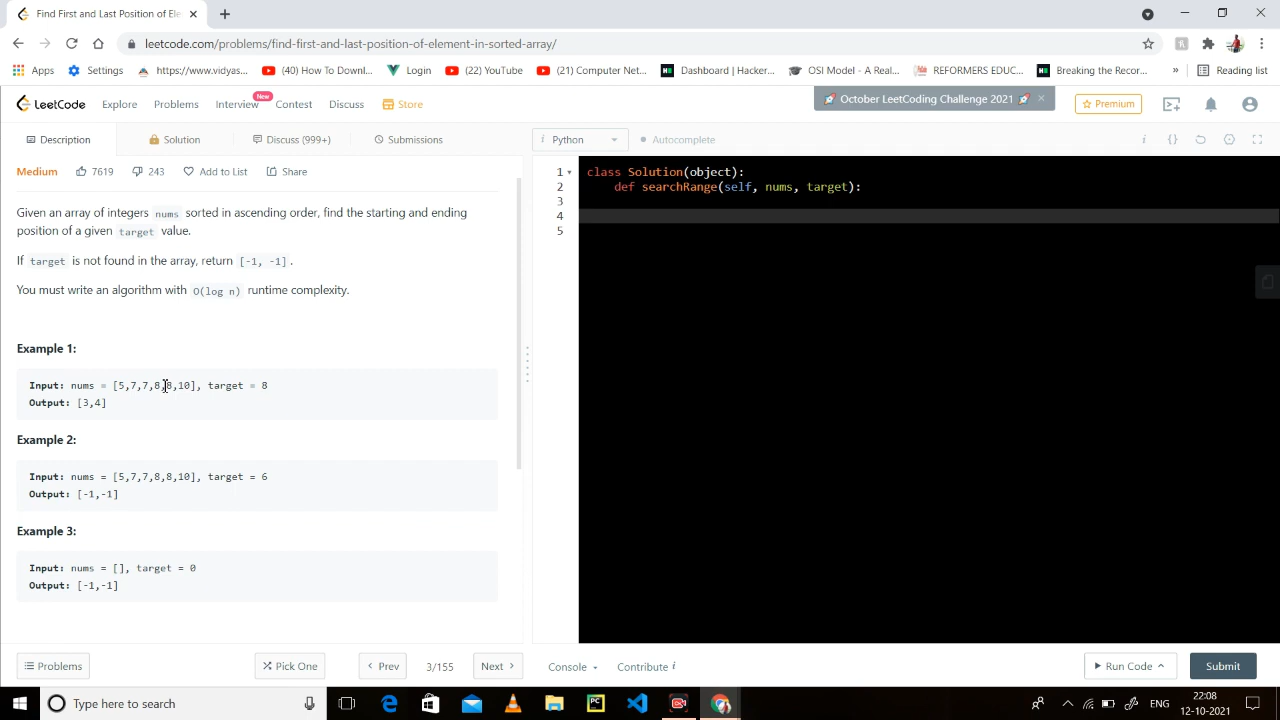 Find First and Last Position of Ele
leetcode.com/problems/find-first-and-last-position-of-element-in-sorted-array/
Apps Settings https://www.vidyas... (40) How To Downl... Login (22) YouTube (21) Computer Net... Dashboard | Hacker... OSI Model - A Real... REFORMERS EDUC... Breaking the Recor... » Reading list
LeetCode Explore Problems Interview New Contest Discuss Store October LeetCoding Challenge 2021 Premium
Description Solution Discuss (999+) Submissions i Python Autocomplete
Medium 7619 243 Add to List Share
Given an array of integers nums sorted in ascending order, find the starting and ending
position of a given target value.
If target is not found in the array, return [-1, -1].
You must write an algorithm with O(log n) runtime complexity.
Example 1:
Input: nums = [5,7,7,8,8,10], target = 8
Output: [3,4]
Example 2:
Input: nums = [5,7,7,8,8,10], target = 6
Output: [-1,-1]
Example 3:
Input: nums = [], target = 0
Output: [-1,-1]
1 class Solution(object):
2 def searchRange(self, nums, target):
3
4
5
Problems Pick One Prev 3/155 Next Console Contribute i Run Code Submit
Type here to search ENG 22:08
12-10-2021